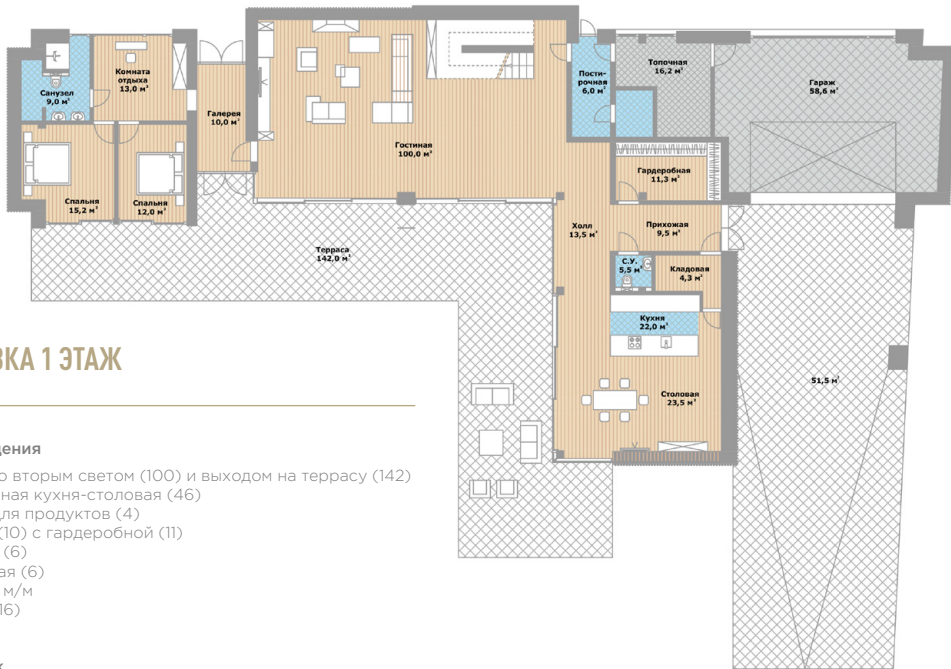 Санузел
9,0 м²
Комната
отдыха
13,0 м²
Галерея
10,0 м²
Гостиная
100,0 м²
Пости-
рочная
6,0 м²
Топочная
16,2 м²
Гараж
58,6 м²
Спальня
15,2 м²
Спальня
12,0 м²
Гардеробная
11,3 м²
Терраса
142,0 м²
Холл
13,5 м²
Прихожая
9,5 м²
С.У.
5,5 м²
Кладовая
4,3 м²
Кухня
22,0 м²
Столовая
23,5 м²
51,5 м²
ВКА 1 ЭТАЖ
дения
о вторым светом (100) и выходом на террасу (142)
ная кухня-столовая (46)
для продуктов (4)
(10) с гардеробной (11)
(6)
ая (6)
м/м
16)